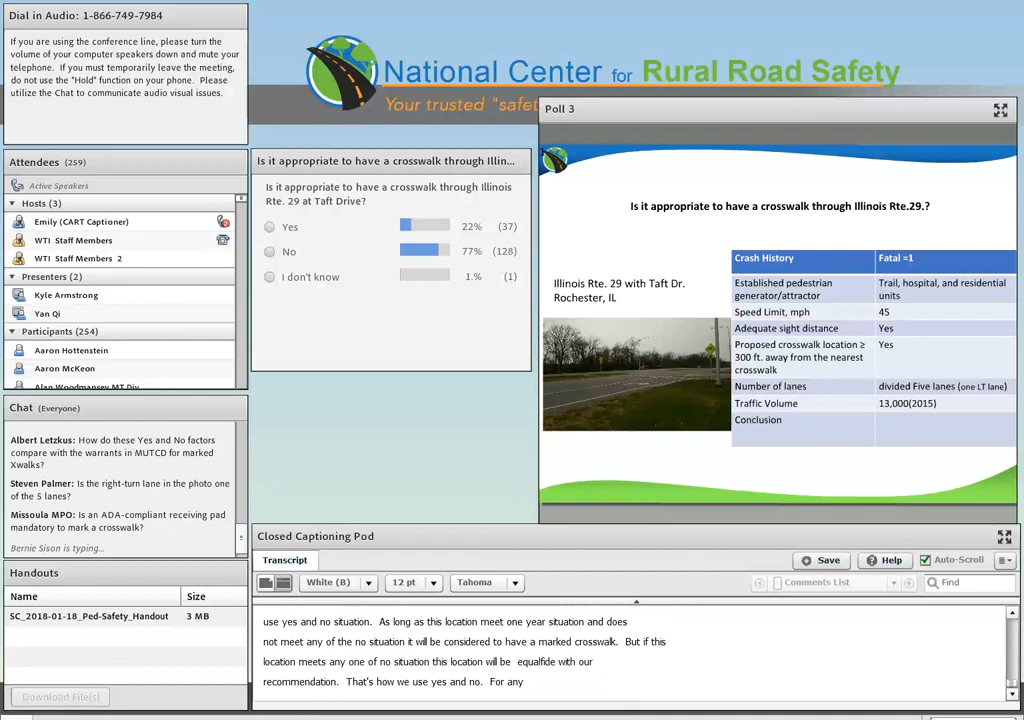 Dial in Audio: 1-866-749-7984
If you are using the conference line, please turn the
volume of your computer speakers down and mute your
telephone.  If you must temporarily leave the meeting,
do not use the "Hold" function on your phone.  Please
utilize the Chat to communicate audio visual issues.
National Center for Rural Road Safety
Your trusted "safet
Attendees (259)
Active Speakers
Hosts (3)
Emily (CART Captioner)
WTI Staff Members
WTI Staff Members 2
Presenters (2)
Kyle Armstrong
Yan Qi
Participants (254)
Aaron Hottenstein
Aaron McKeon
Alan Woodmansey MT Div
Is it appropriate to have a crosswalk through Illin...
Is it appropriate to have a crosswalk through Illinois
Rte. 29 at Taft Drive?
Yes 22% (37)
No 77% (128)
I don't know 1.% (1)
Poll 3
Is it appropriate to have a crosswalk through Illinois Rte.29.?
Illinois Rte. 29 with Taft Dr.
Rochester, IL
Crash History Fatal =1
Established pedestrian Trail, hospital, and residential
generator/attractor units
Speed Limit, mph 45
Adequate sight distance Yes
Proposed crosswalk location ≥ Yes
300 ft. away from the nearest
crosswalk
Number of lanes divided Five lanes (one LT lane)
Traffic Volume 13,000(2015)
Conclusion
Chat (Everyone)
Albert Letzkus: How do these Yes and No factors
compare with the warrants in MUTCD for marked
Xwalks?
Steven Palmer: Is the right-turn lane in the photo one
of the 5 lanes?
Missoula MPO: Is an ADA-compliant receiving pad
mandatory to mark a crosswalk?
Bernie Sison is typing...
Handouts
Name Size
SC_2018-01-18_Ped-Safety_Handout 3 MB
Download File(s)
Closed Captioning Pod
Transcript Save Help Auto-Scroll
White (B) 12 pt Tahoma Comments List Find
use yes and no situation.  As long as this location meet one year situation and does
not meet any of the no situation it will be considered to have a marked crosswalk.  But if this
location meets any one of no situation this location will be  equalfide with our
recommendation.  That's how we use yes and no.  For any